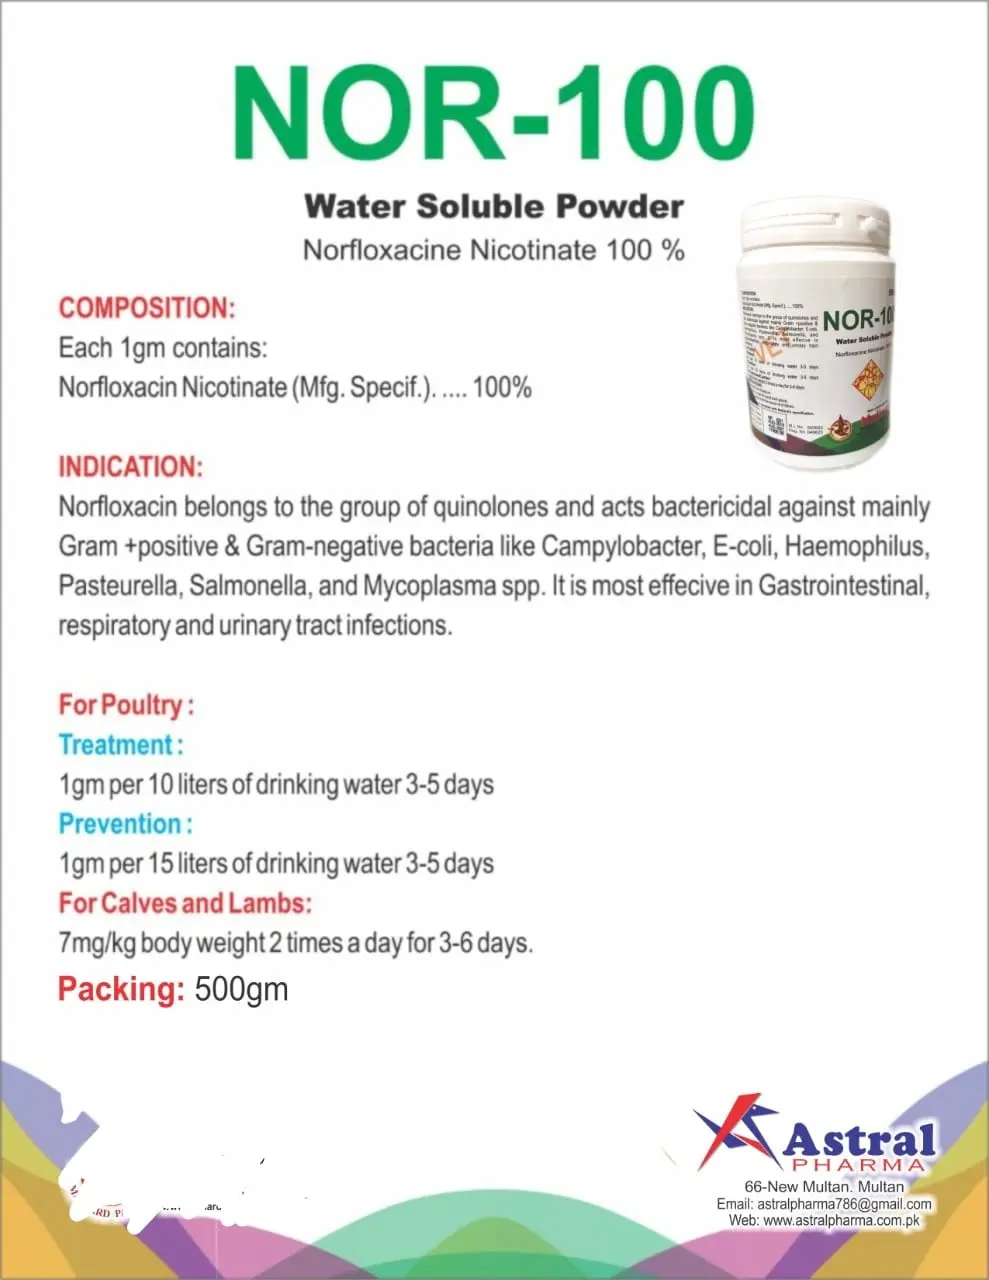 NOR-100
Water Soluble Powder
Norfloxacine Nicotinate 100 %
COMPOSITION:
Each 1gm contains:
Norfloxacin Nicotinate (Mfg. Specif.). .... 100%
NOR-10
Water Soluble Powde
Norfloxacine Nicotinate
INDICATION:
Norfloxacin belongs to the group of quinolones and acts bactericidal against mainly
Gram +positive & Gram-negative bacteria like Campylobacter, E-coli, Haemophilus,
Pasteurella, Salmonella, and Mycoplasma spp. It is most effecive in Gastrointestinal,
respiratory and urinary tract infections.
For Poultry :
Treatment :
1gm per 10 liters of drinking water 3-5 days
Prevention :
1gm per 15 liters of drinking water 3-5 days
For Calves and Lambs:
7mg/kg body weight 2 times a day for 3-6 days.
Packing: 500gm
Astral
PHARMA
66-New Multan. Multan
Email: astralpharma786@gmail.com
Web: www.astralpharma.com.pk